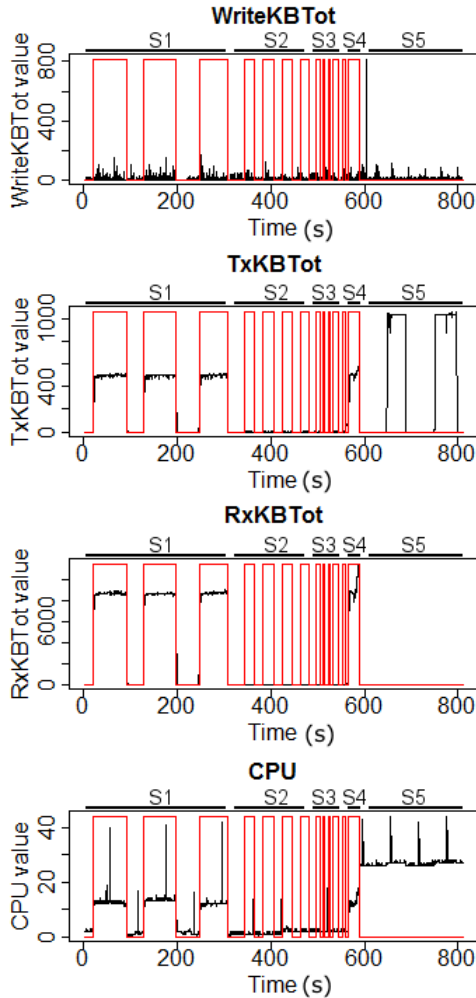 WriteKBTot
S1 S2 S3 S4 S5
WriteKBTot value
0 400 800
0 200 400 600 800
Time (s)
TxKBTot
S1 S2 S3 S4 S5
TxKBTot value
0 400 1000
0 200 400 600 800
Time (s)
RxKBTot
S1 S2 S3 S4 S5
RxKBTot value
0 6000
0 200 400 600 800
Time (s)
CPU
S1 S2 S3 S4 S5
CPU value
0 20 40
0 200 400 600 800
Time (s)